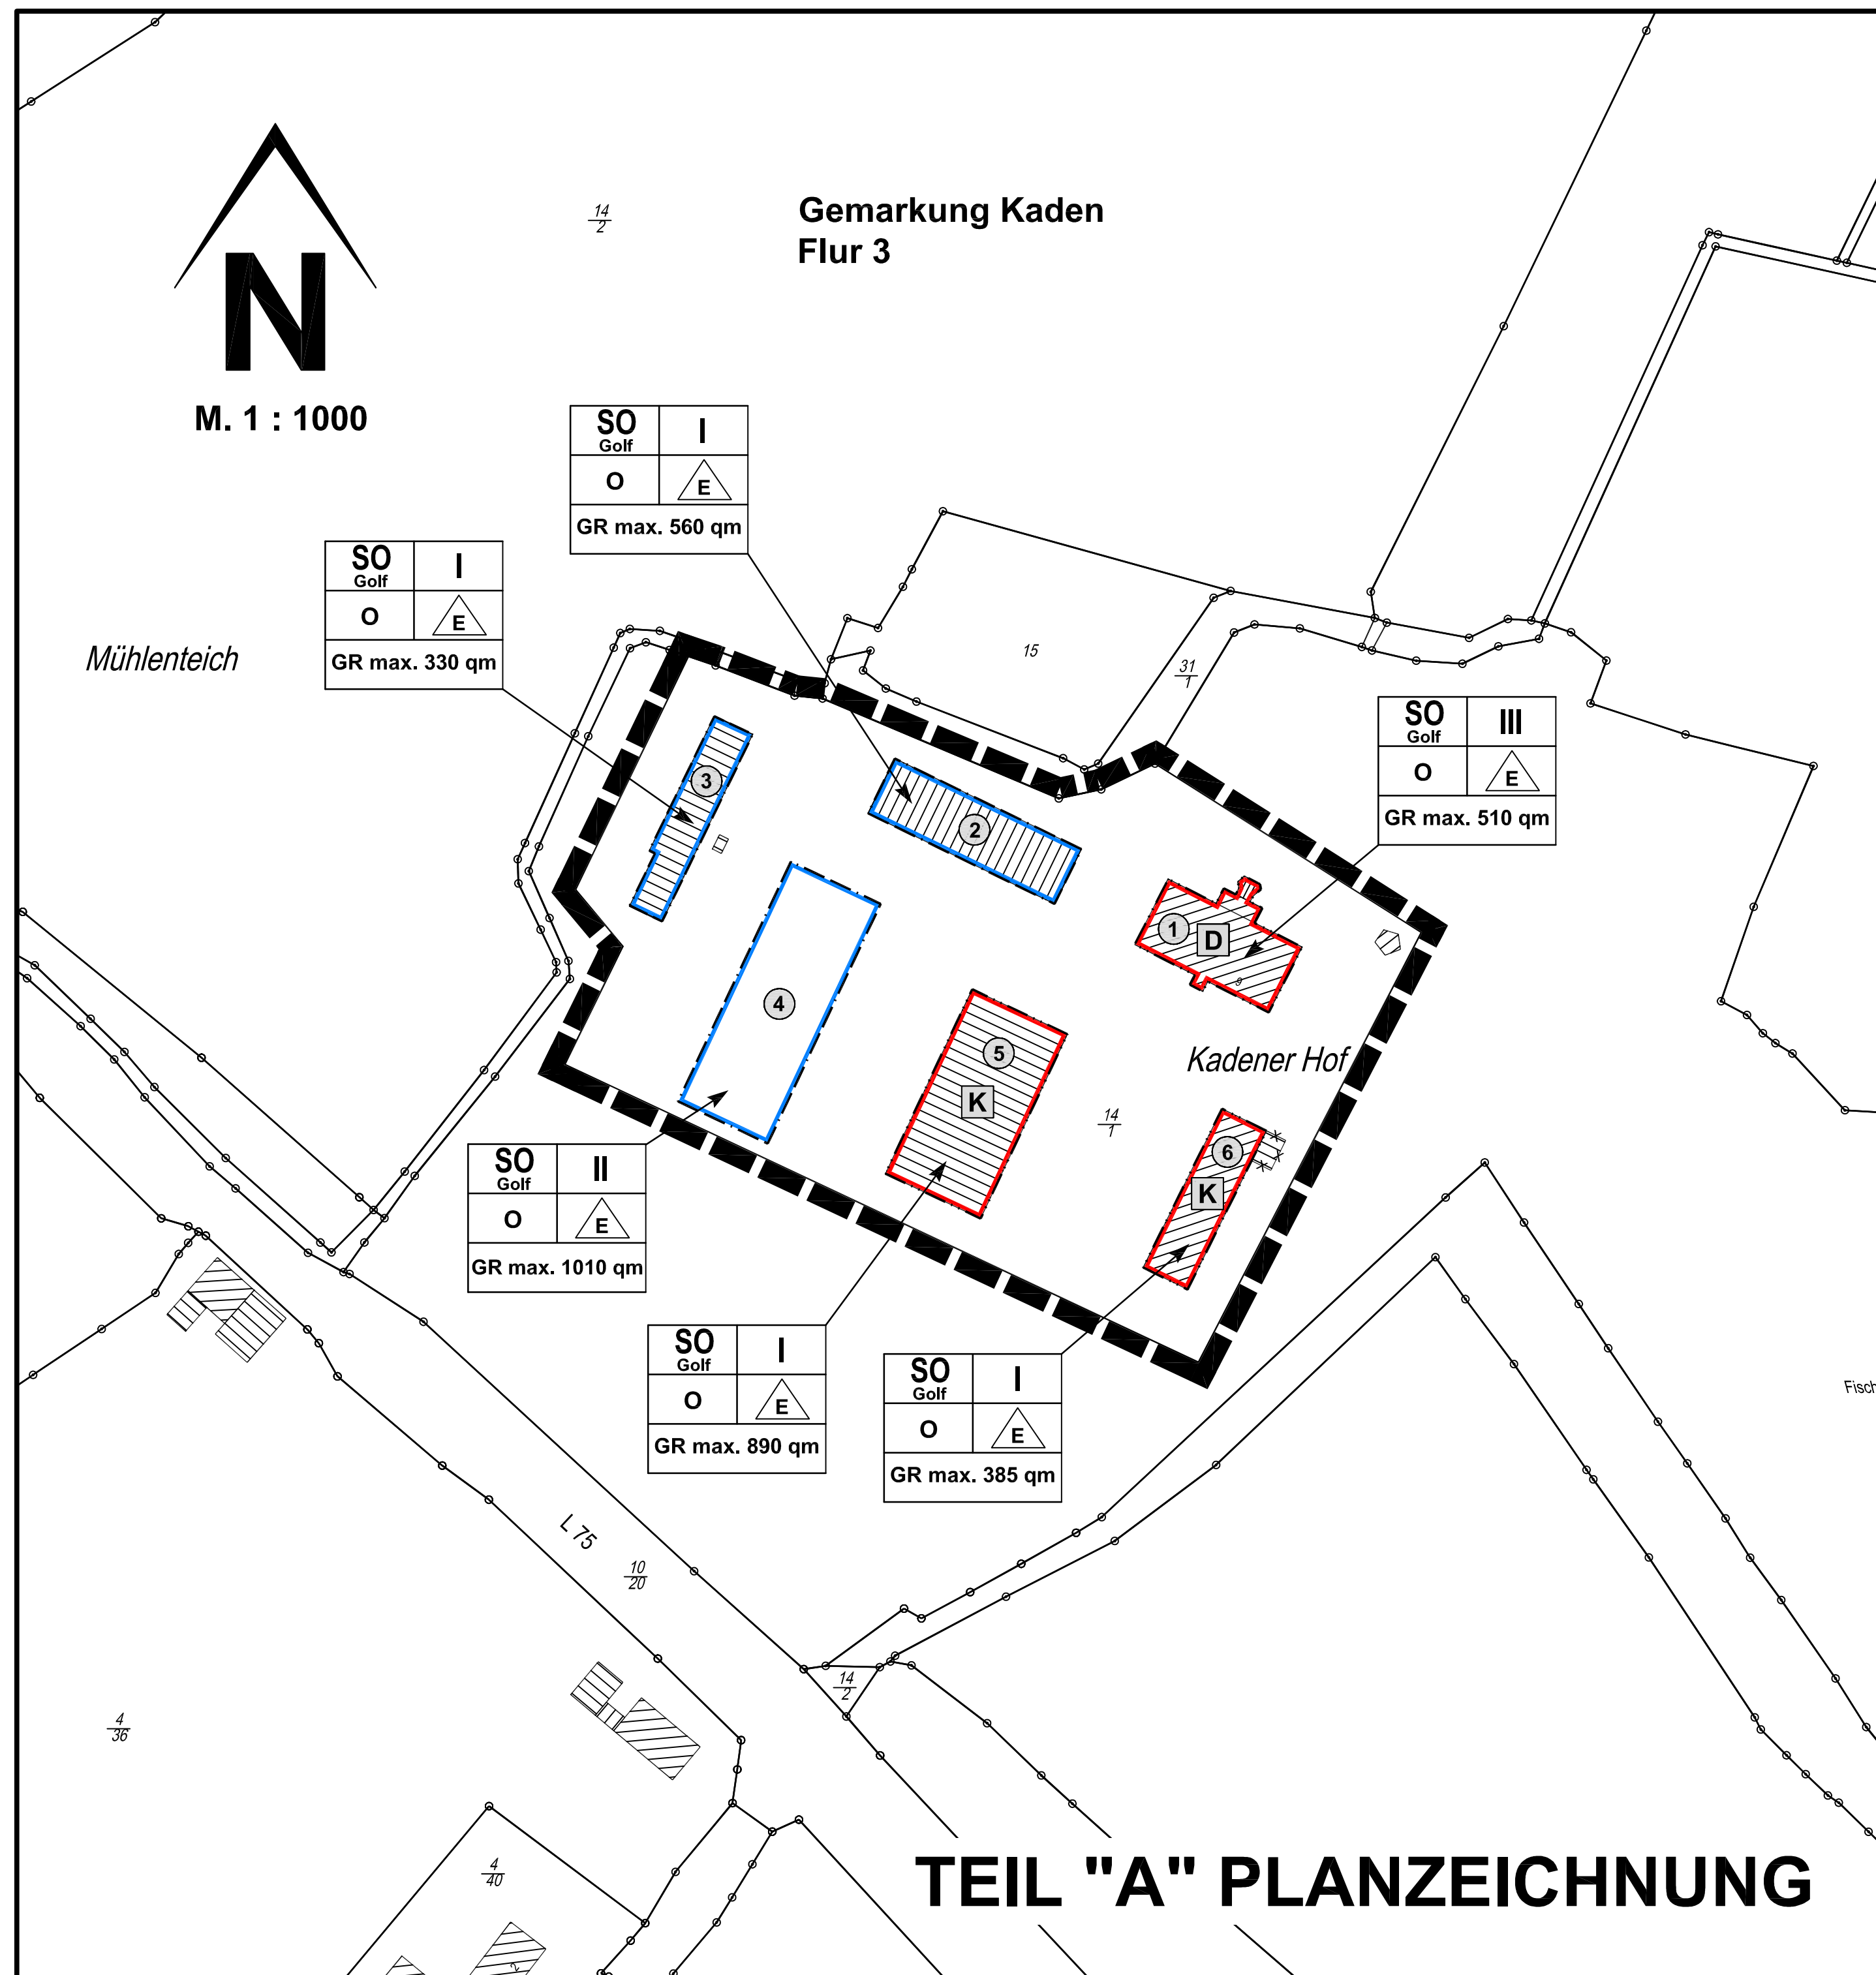 14
2
Gemarkung Kaden
Flur 3
N
M. 1 : 1000
SO
Golf
I
O
E
GR max. 560 qm
SO
Golf
I
O
E
GR max. 330 qm
Mühlenteich
15
31
1
SO
Golf
III
O
E
GR max. 510 qm
3
2
1
D
9
4
5
K
Kadener Hof
14
1
6
K
SO
Golf
II
O
E
GR max. 1010 qm
SO
Golf
I
O
E
GR max. 890 qm
SO
Golf
I
O
E
GR max. 385 qm
Fisch
L 75
10
20
14
2
4
36
4
40
TEIL "A" PLANZEICHNUNG
2